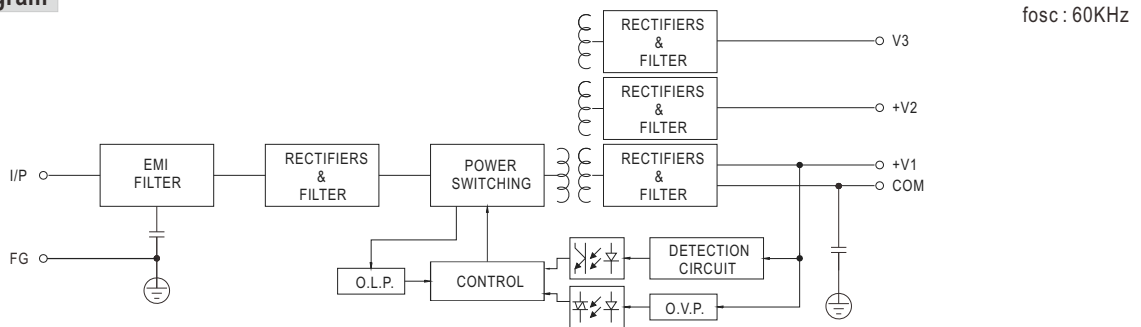 fosc : 60KHz
RECTIFIERS
&
FILTER
V3
RECTIFIERS
&
FILTER
+V2
I/P
EMI
FILTER
RECTIFIERS
&
FILTER
POWER
SWITCHING
RECTIFIERS
&
FILTER
+V1
COM
FG
O.L.P.
CONTROL
DETECTION
CIRCUIT
O.V.P.